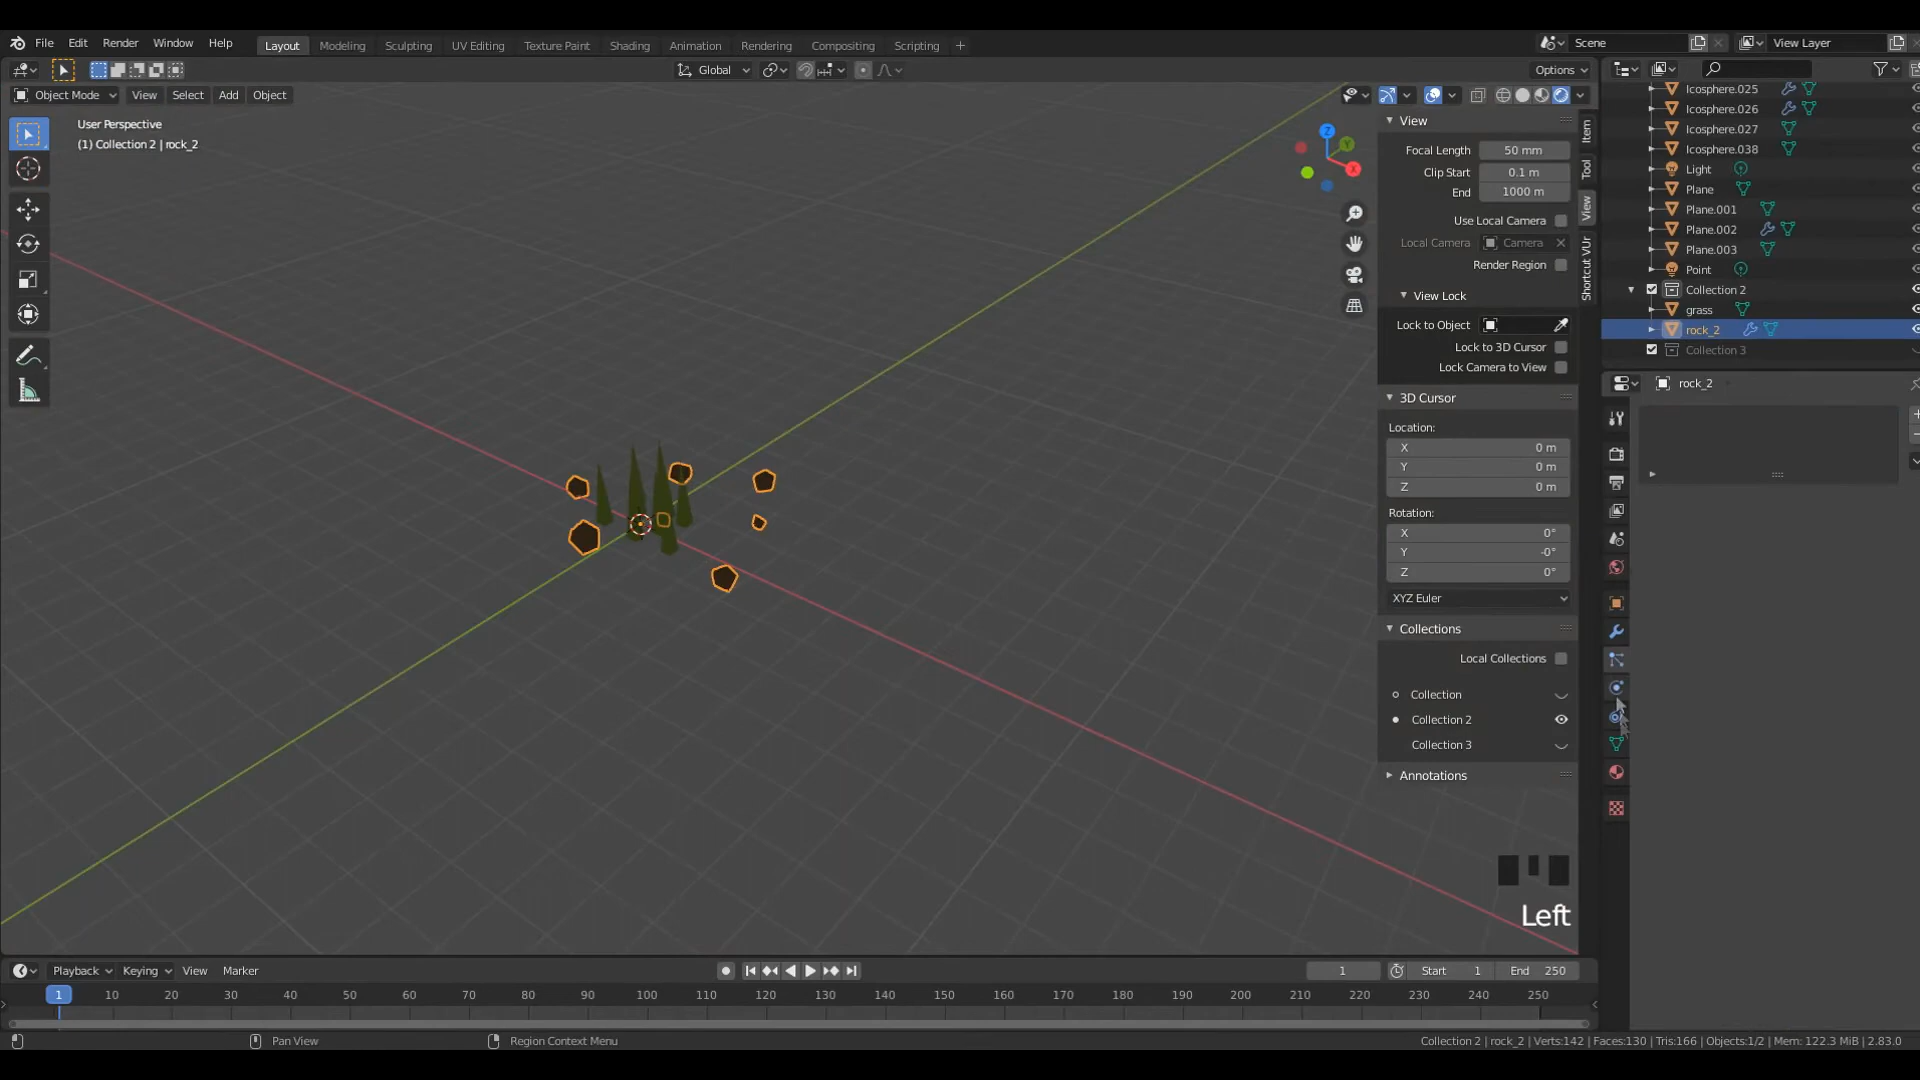 File Edit Render Window Help Layout Modeling Sculpting UV Editing Texture Paint Shading Animation Rendering Compositing Scripting + Scene View Layer
Global Options
Object Mode View Select Add Object
User Perspective
(1) Collection 2 | rock_2
View
Focal Length 50 mm
Clip Start 0.1 m
End 1000 m
Use Local Camera
Local Camera Camera
Render Region
View Lock
Lock to Object
Lock to 3D Cursor
Lock Camera to View
3D Cursor
Location:
X 0 m
Y 0 m
Z 0 m
Rotation:
X 0°
Y -0°
Z 0°
XYZ Euler
Collections
Local Collections
Collection
Collection 2
Collection 3
Annotations
Item
Tool
View
Shortcut VUr
Z
Y
X
Icosphere.025
Icosphere.026
Icosphere.027
Icosphere.038
Light
Plane
Plane.001
Plane.002
Plane.003
Point
Collection 2
grass
rock_2
Collection 3
rock_2
Left
Playback Keying View Marker 1 Start 1 End 250
1 10 20 30 40 50 60 70 80 90 100 110 120 130 140 150 160 170 180 190 200 210 220 230 240 250
Pan View Region Context Menu Collection 2 | rock_2 | Verts:142 | Faces:130 | Tris:166 | Objects:1/2 | Mem: 122.3 MiB | 2.83.0